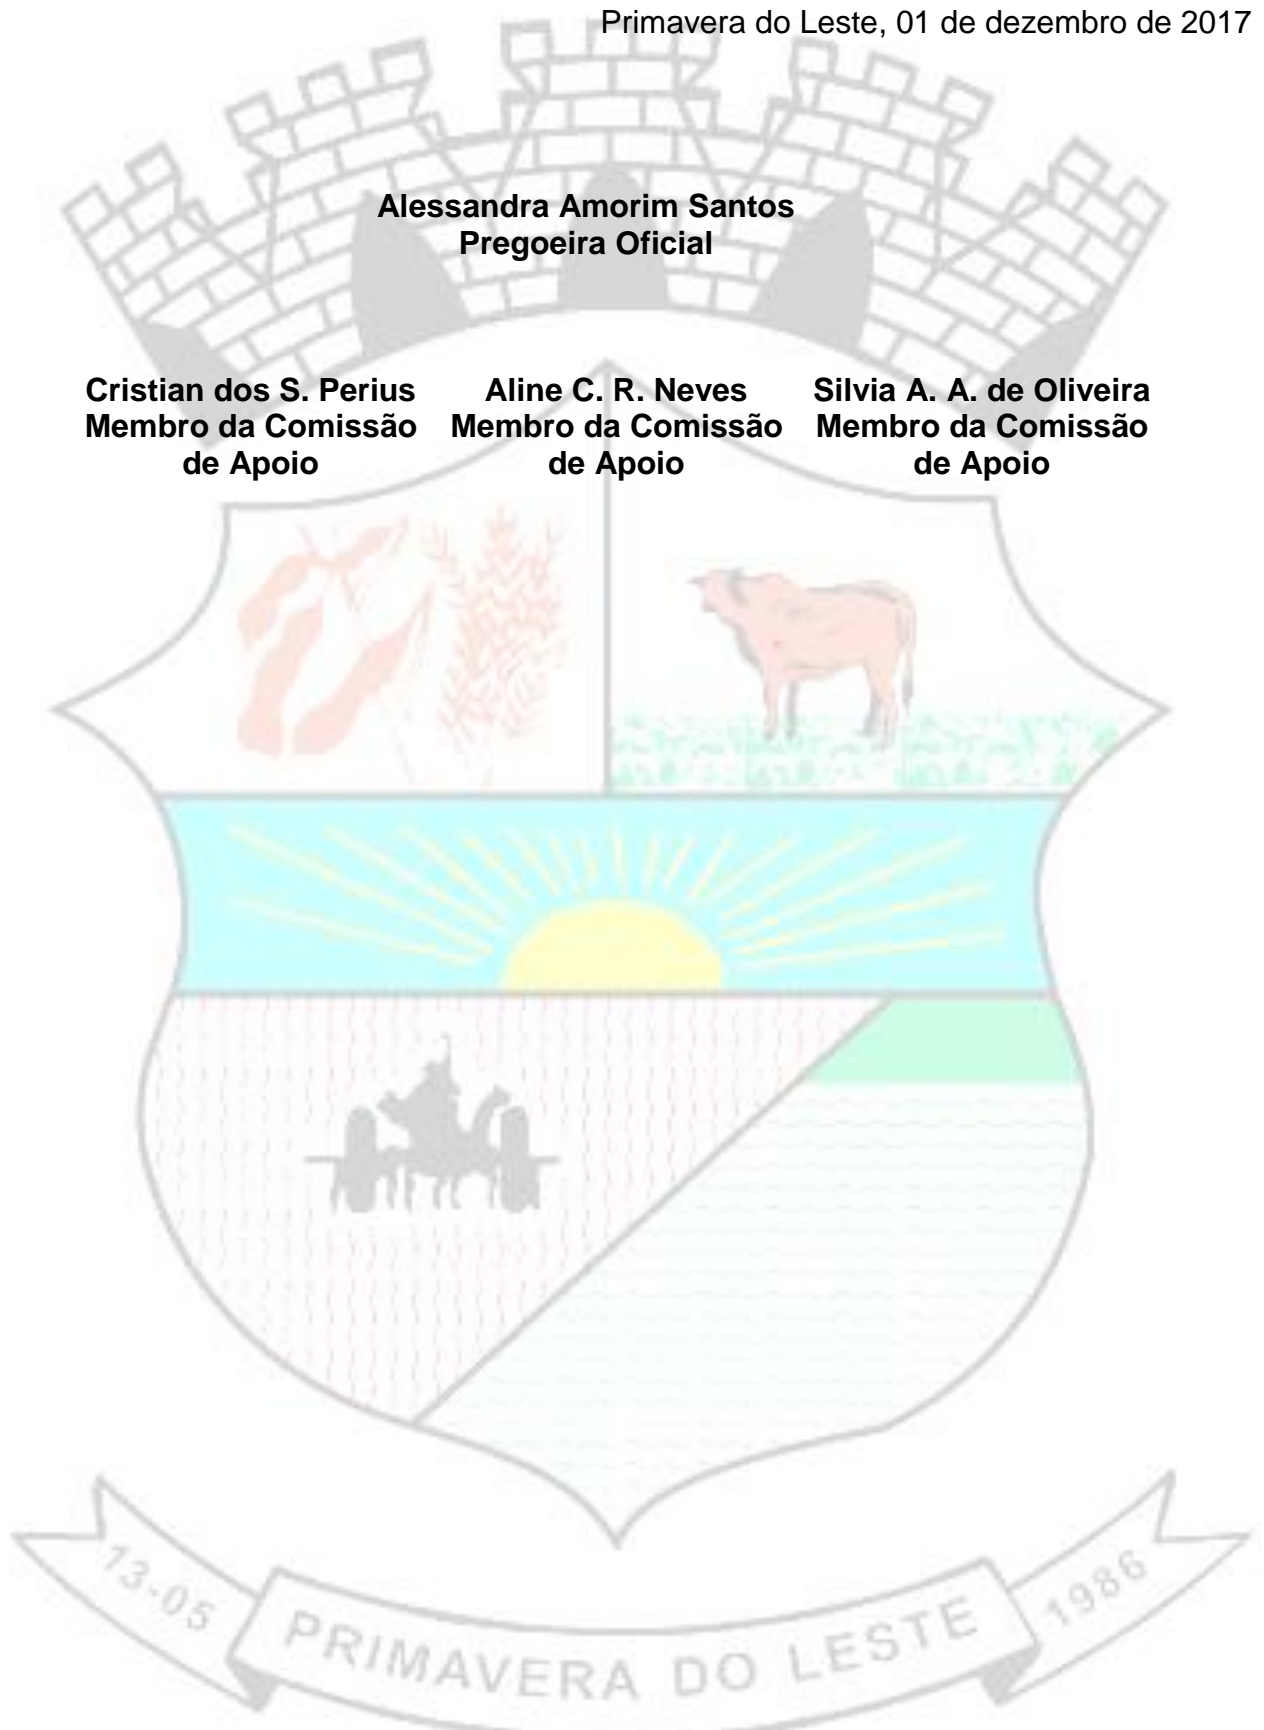 Primavera do Leste, 01 de dezembro de 2017
Alessandra Amorim Santos
Pregoeira Oficial
Cristian dos S. Perius
Membro da Comissão
de Apoio
Aline C. R. Neves
Membro da Comissão
de Apoio
Silvia A. A. de Oliveira
Membro da Comissão
de Apoio
13-05
PRIMAVERA DO LESTE
1986